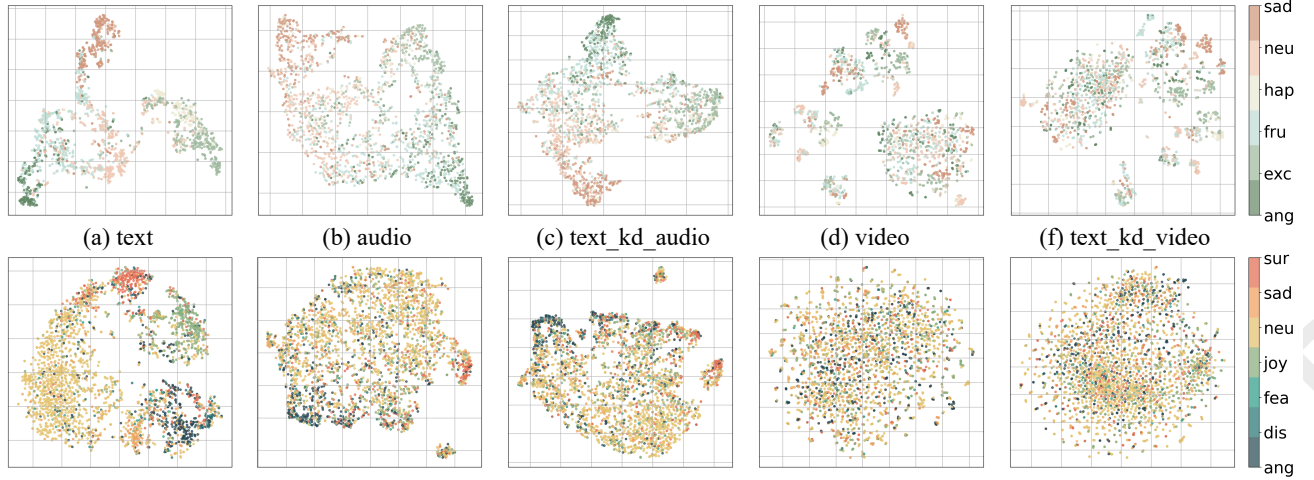 sad
neu
hap
fru
exc
ang
(a) text
(b) audio
(c) text_kd_audio
(d) video
(f) text_kd_video
sur
sad
neu
joy
fea
dis
ang